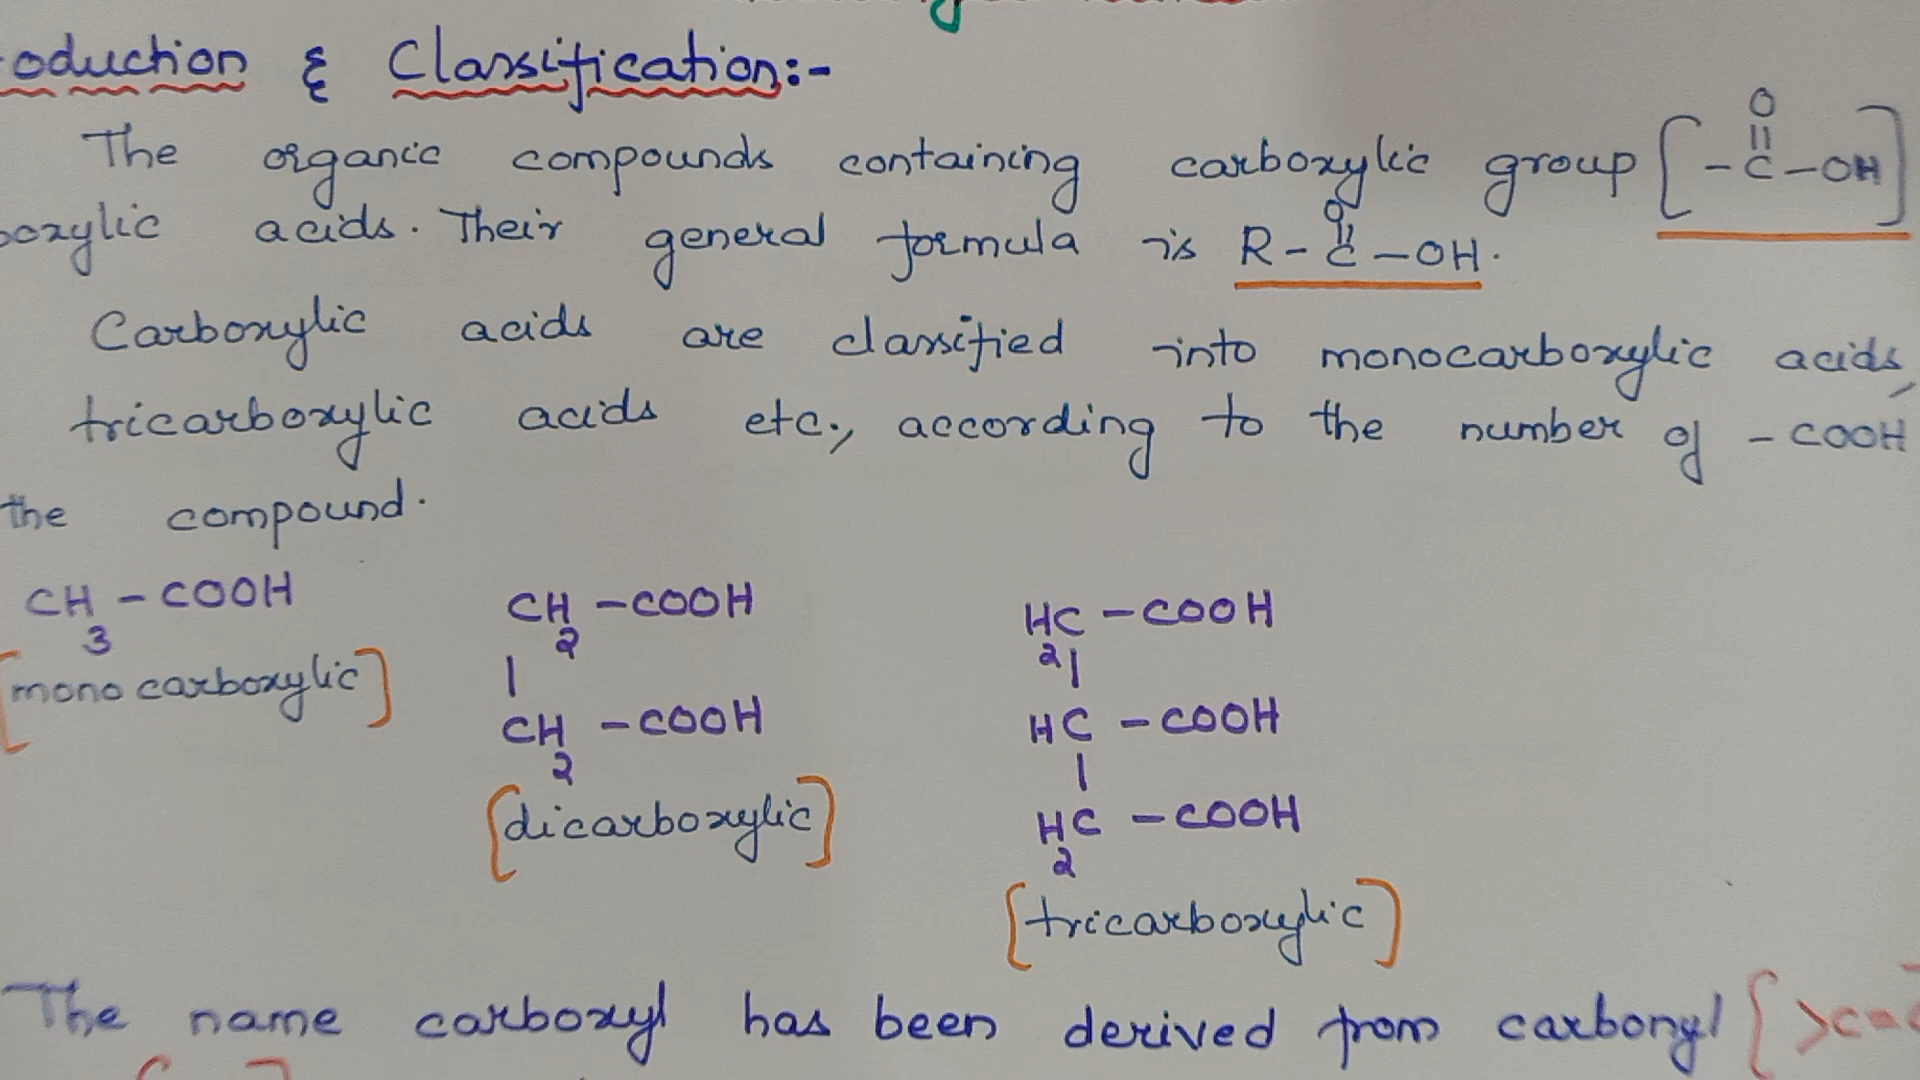 oduction & Classification:-
The organic compounds containing carboxylic group [-C(=O)-OH]
oxylic acids. Their general formula is R-C(=O)-OH.
Carboxylic acids are classified into monocarboxylic acids,
tricarboxylic acids etc., according to the number of -COOH
the compound.
CH3-COOH
[mono carboxylic]
CH2-COOH
|
CH2-COOH
[dicarboxylic]
H2C-COOH
|
HC-COOH
|
H2C-COOH
[tricarboxylic]
The name carboxyl has been derived from carbonyl [>C=